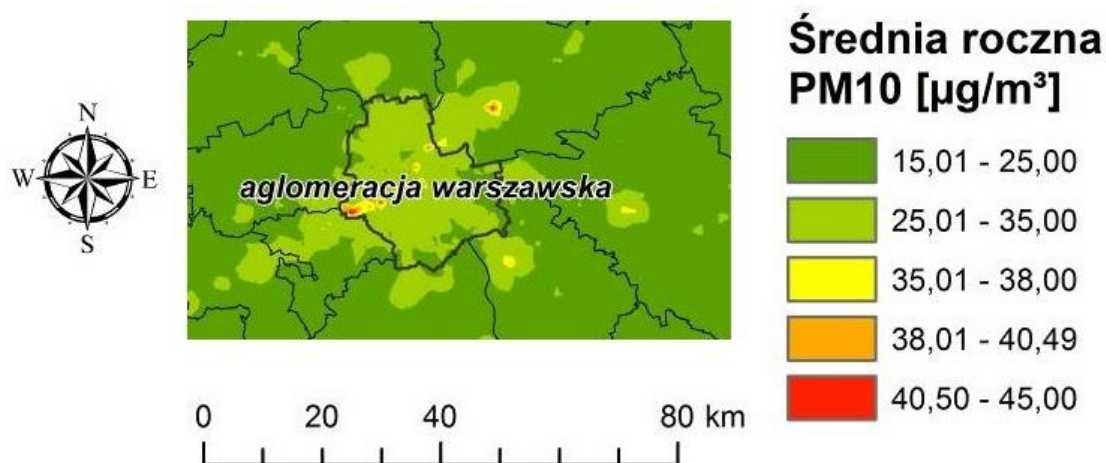 N
W
E
S
aglomeracja warszawska
0 20 40 80 km
Średnia roczna
PM10 [µg/m³]
15,01 - 25,00
25,01 - 35,00
35,01 - 38,00
38,01 - 40,49
40,50 - 45,00